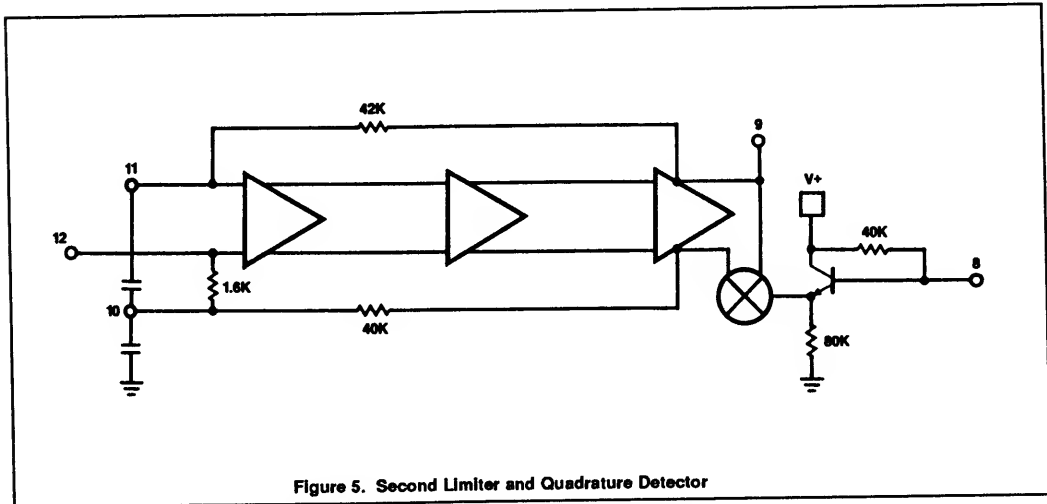 42K
9
11
V+
12
40K
8
1.6K
10
40K
80K
Figure 5. Second Limiter and Quadrature Detector